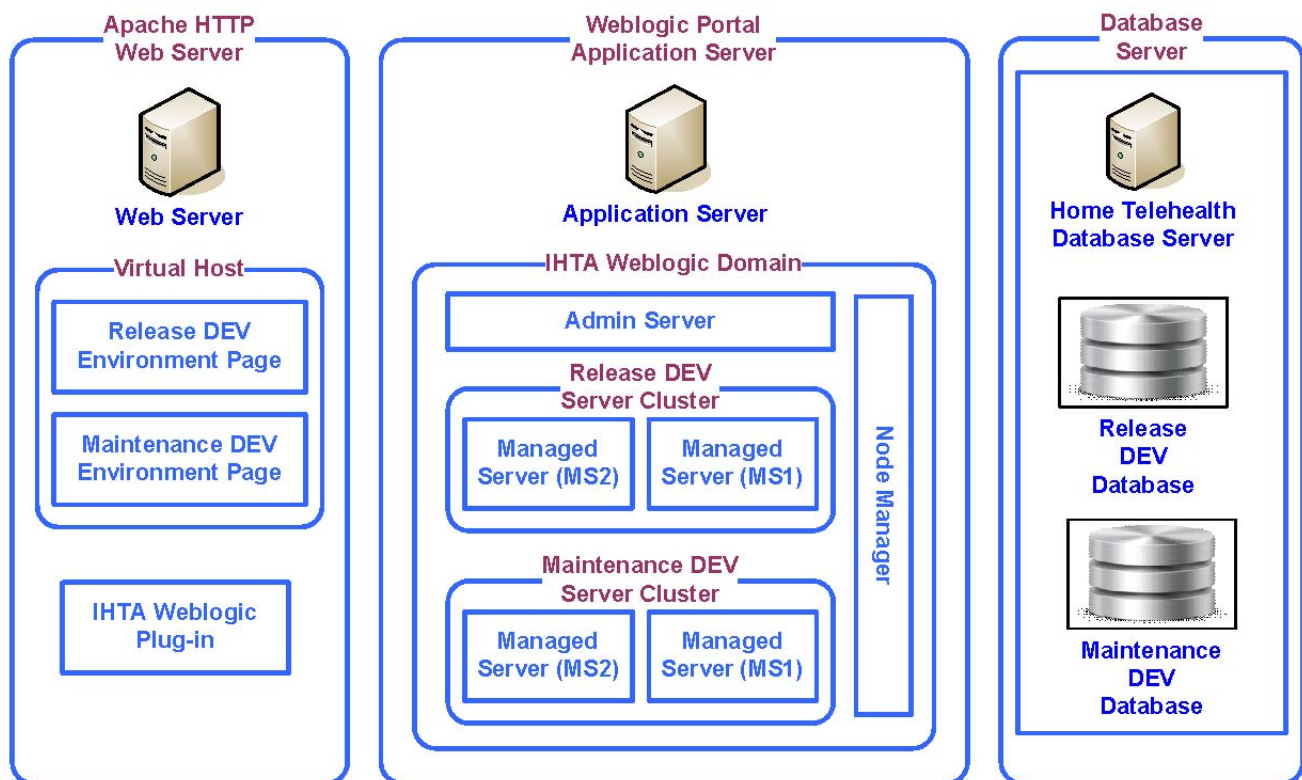 Apache HTTP
Web Server
Web Server
Virtual Host
Release DEV
Environment Page
Maintenance DEV
Environment Page
IHTA Weblogic
Plug-in
Weblogic Portal
Application Server
Application Server
IHTA Weblogic Domain
Admin Server
Release DEV
Server Cluster
Managed
Server (MS2)
Managed
Server (MS1)
Maintenance DEV
Server Cluster
Managed
Server (MS2)
Managed
Server (MS1)
Node Manager
Database
Server
Home Telehealth
Database Server
Release
DEV
Database
Maintenance
DEV
Database